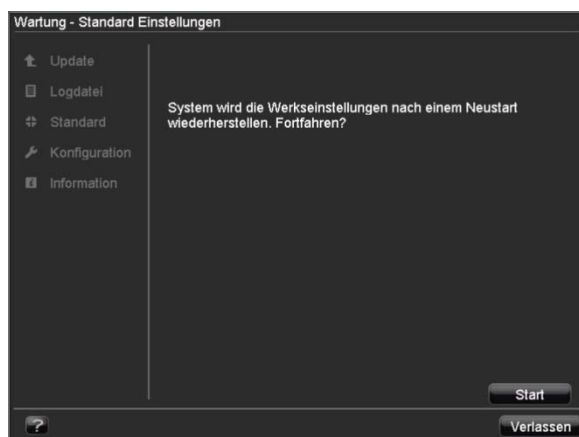 Wartung - Standard Einstellungen
Update
Logdatei
Standard
Konfiguration
Information
System wird die Werkseinstellungen nach einem Neustart
wiederherstellen. Fortfahren?
Start
?
Verlassen